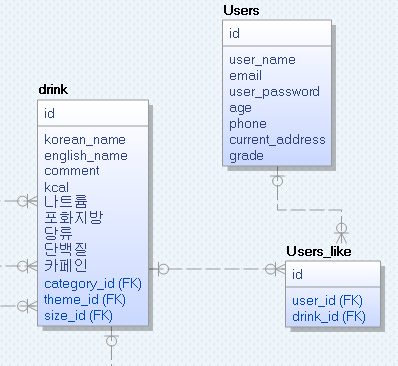 Users
id
user_name
email
user_password
age
phone
current_address
grade
drink
id
korean_name
english_name
comment
kcal
나트륨
포화지방
당류
단백질
카페인
category_id (FK)
theme_id (FK)
size_id (FK)
Users_like
id
user_id (FK)
drink_id (FK)